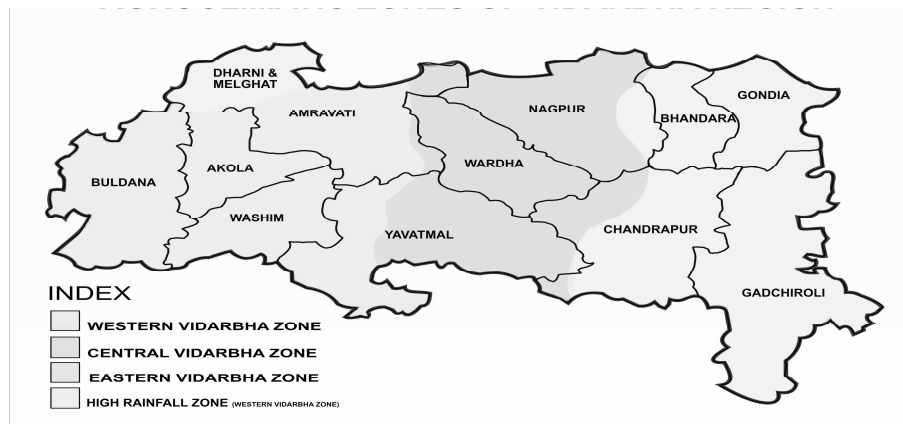 DHARNI &
MELGHAT
AMRAVATI
NAGPUR
GONDIA
BHANDARA
AKOLA
WARDHA
BULDANA
WASHIM
YAVATMAL
CHANDRAPUR
GADCHIROLI
INDEX
WESTERN VIDARBHA ZONE
CENTRAL VIDARBHA ZONE
EASTERN VIDARBHA ZONE
HIGH RAINFALL ZONE (WESTERN VIDARBHA ZONE)